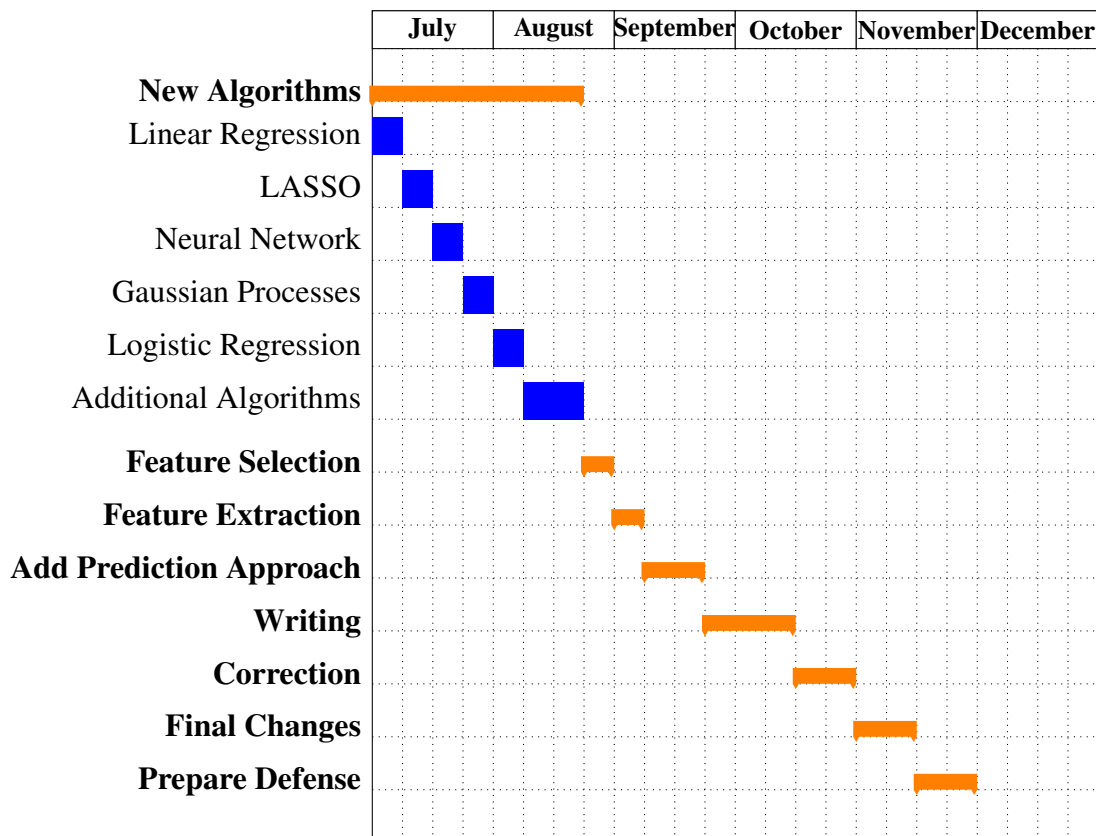 July August September October November December
New Algorithms
Linear Regression
LASSO
Neural Network
Gaussian Processes
Logistic Regression
Additional Algorithms
Feature Selection
Feature Extraction
Add Prediction Approach
Writing
Correction
Final Changes
Prepare Defense